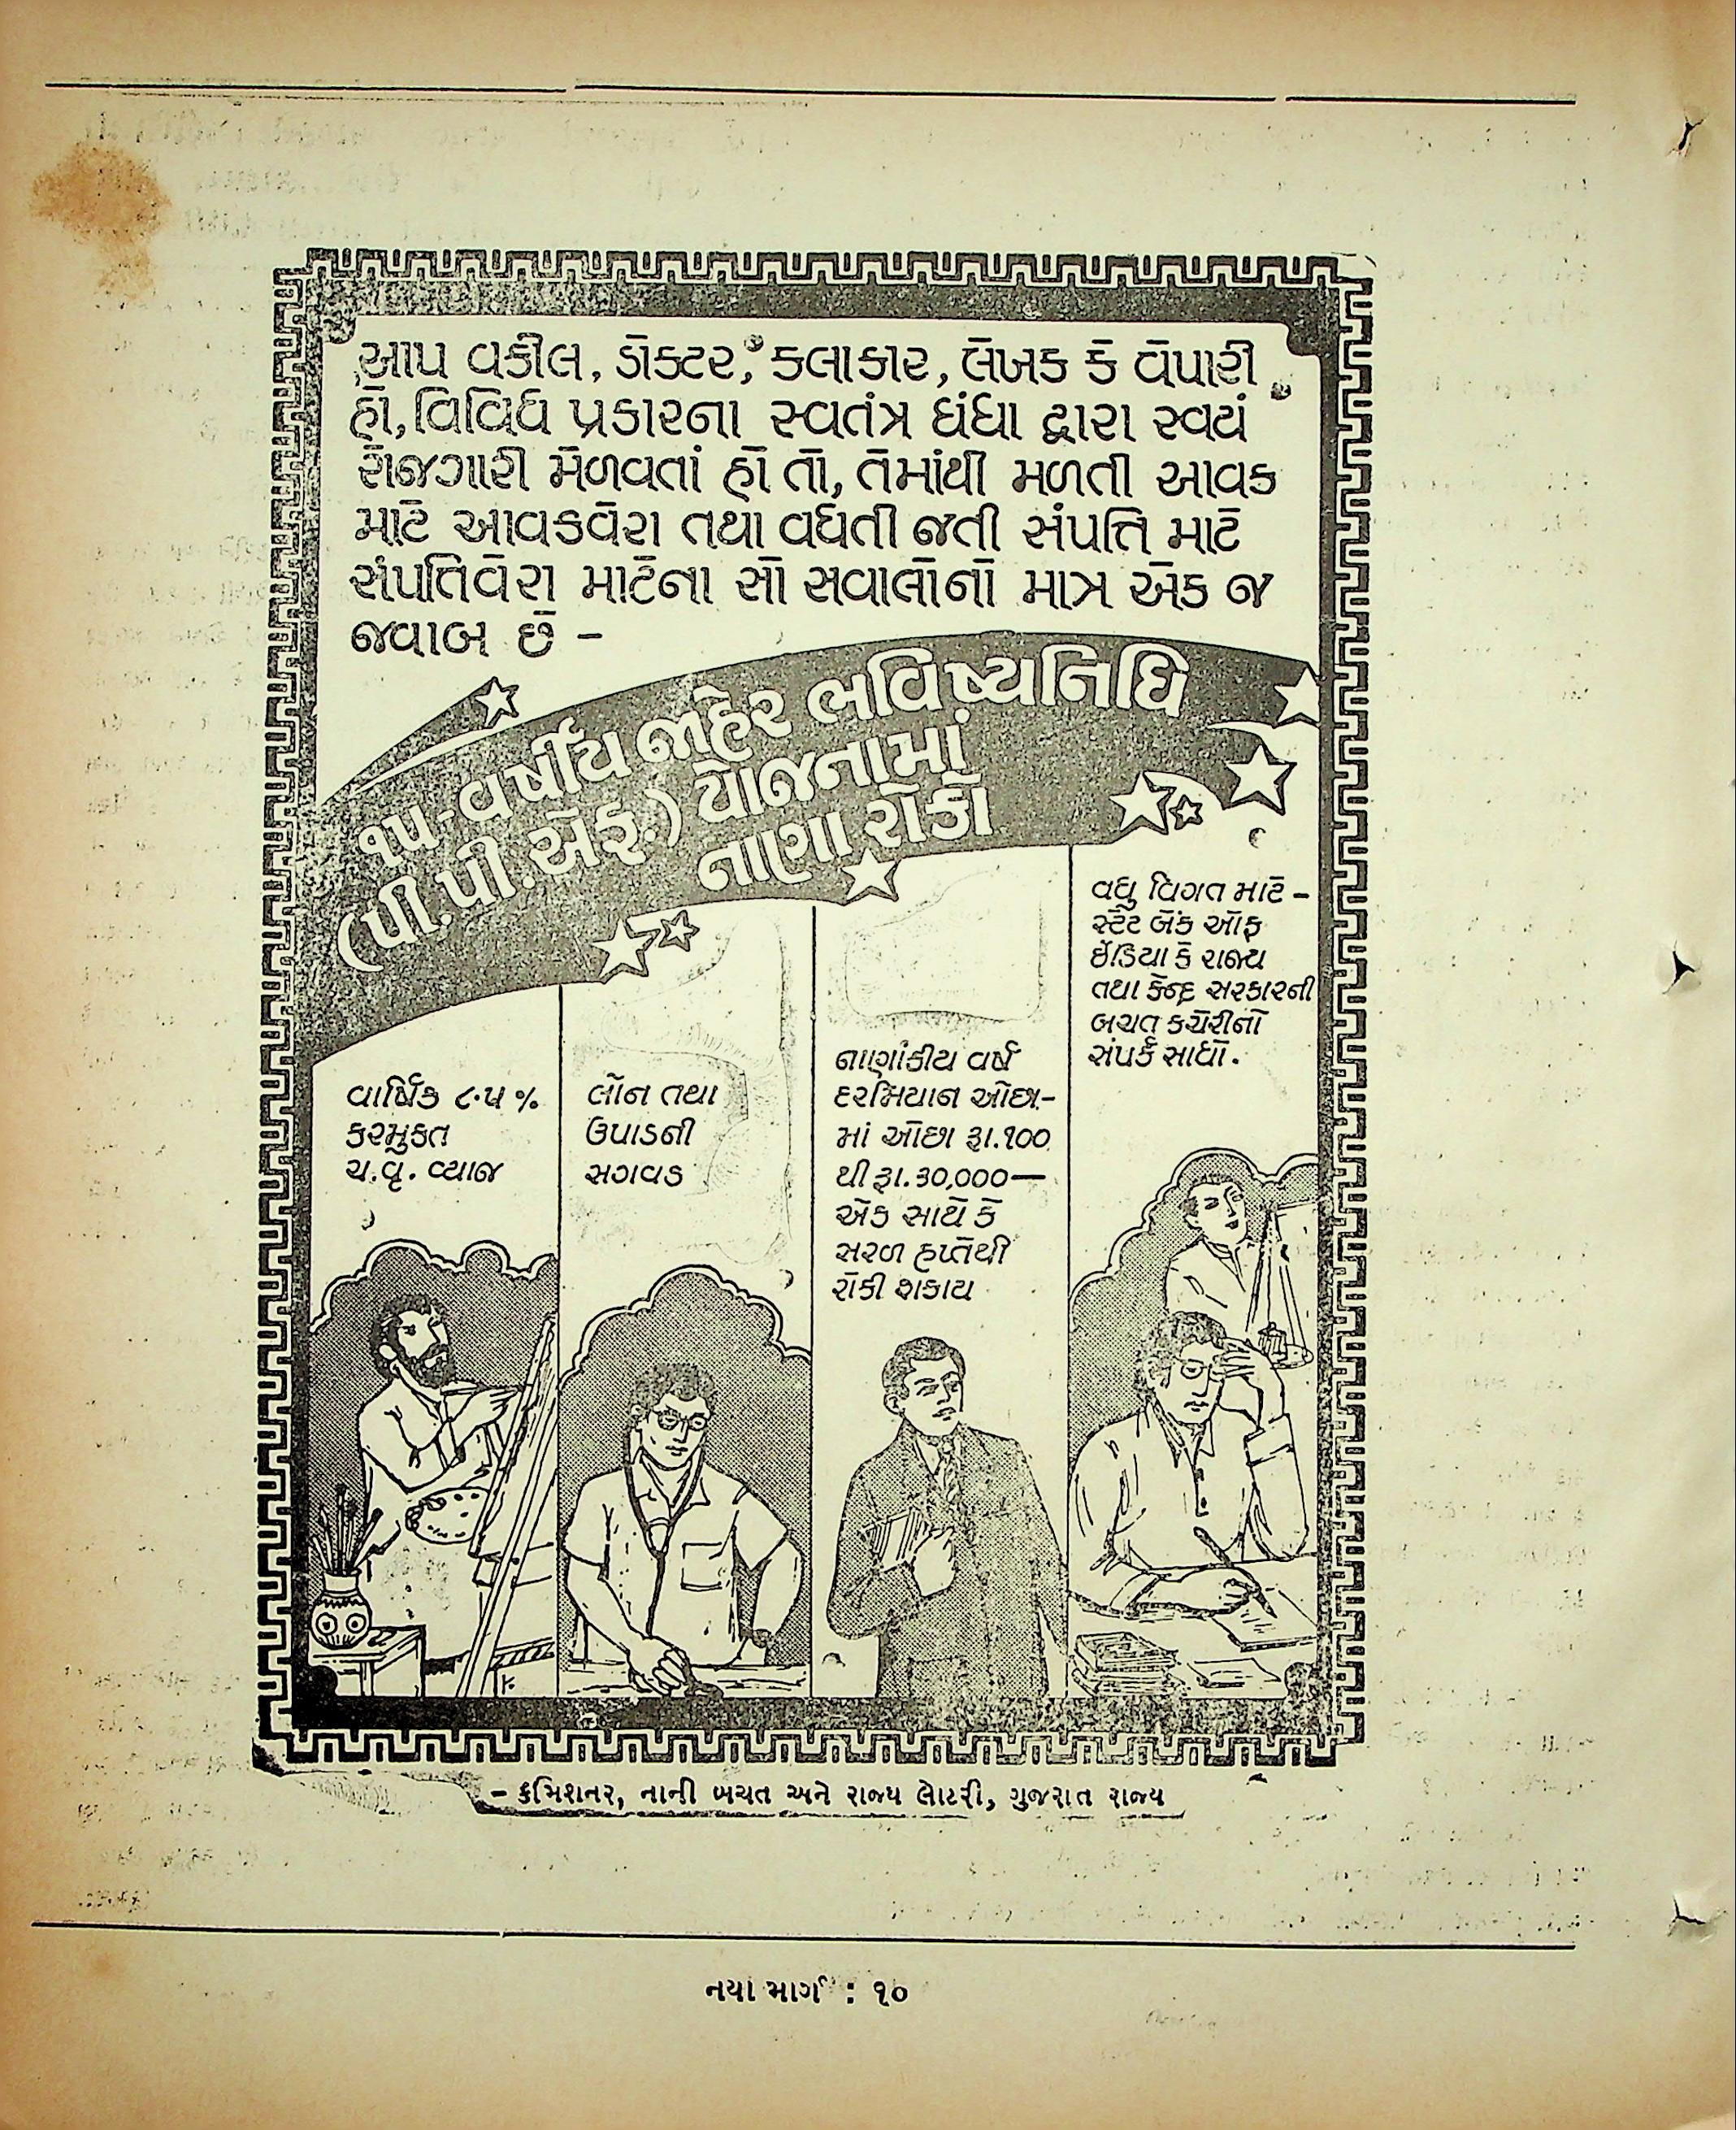 આપ વકીલ, ડૉક્ટર, કલાકાર, લેખક કે વેપારી
હો, વિવિધ પ્રકારના સ્વતંત્ર ધંધા દ્વારા સ્વયં
રોજગારી મેળવતાં હો તો, તેમાંથી મળતી આવક
માટે આવકવેરા તથા વધતી જતી સંપત્તિ માટે
સંપત્તિવેરા માટેના સૌ સવાલોનો માત્ર એક જ
જવાબ છે -
૧૫-વર્ષીય જાહેર ભવિષ્યનિધિ
(પી.પી.એફ.) યોજનામાં
નાણા રોકો
વાર્ષિક ૮.૫ %
કરમુક્ત
ચ.વૃ. વ્યાજ
લૉન તથા
ઉપાડની
સગવડ
નાણાંકીય વર્ષ
દરમિયાન ઓછા-
માં ઓછા રૂા.૧૦૦
થી રૂા.૩૦,૦૦૦—
એક સાથે કે
સરળ હપ્તેથી
રોકી શકાય
વધુ વિગત માટે -
સ્ટેટ બેંક ઑફ
ઈંડિયા કે રાજ્ય
તથા કેન્દ્ર સરકારની
બચત કચેરીનો
સંપર્ક સાધો.
- કમિશનર, નાની બચત અને રાજ્ય લોટરી, ગુજરાત રાજ્ય
નયા માર્ગ : ૧૦